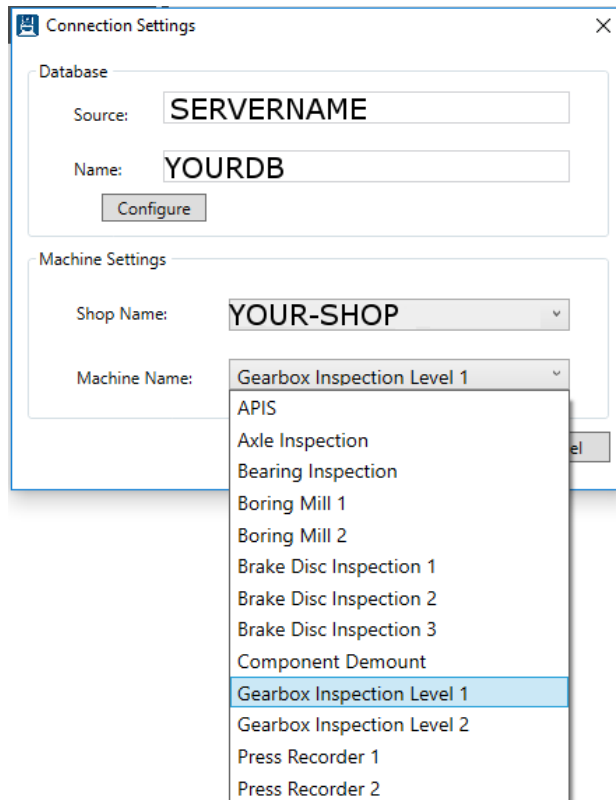 Connection Settings
Database
Source: SERVERNAME
Name: YOURDB
Configure
Machine Settings
Shop Name: YOUR-SHOP
Machine Name: Gearbox Inspection Level 1
APIS
el
Axle Inspection
Bearing Inspection
Boring Mill 1
Boring Mill 2
Brake Disc Inspection 1
Brake Disc Inspection 2
Brake Disc Inspection 3
Component Demount
Gearbox Inspection Level 1
Gearbox Inspection Level 2
Press Recorder 1
Press Recorder 2